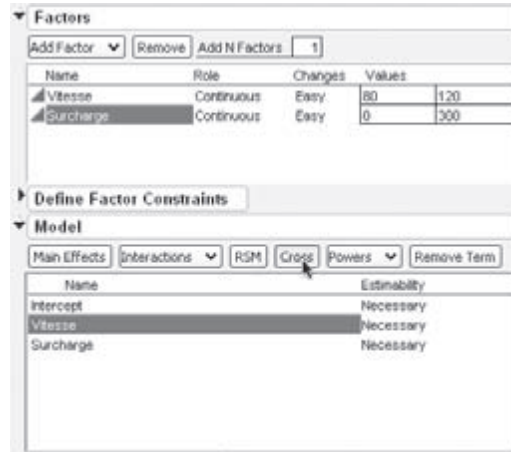 Factors
Add Factor Remove Add N Factors 1
Name Role Changes Values
Vitesse Continuous Easy 80 120
Surcharge Continuous Easy 0 300
Define Factor Constraints
Model
Main Effects Interactions RSM Cross Powers Remove Term
Name Estimability
Intercept Necessary
Vitesse Necessary
Surcharge Necessary